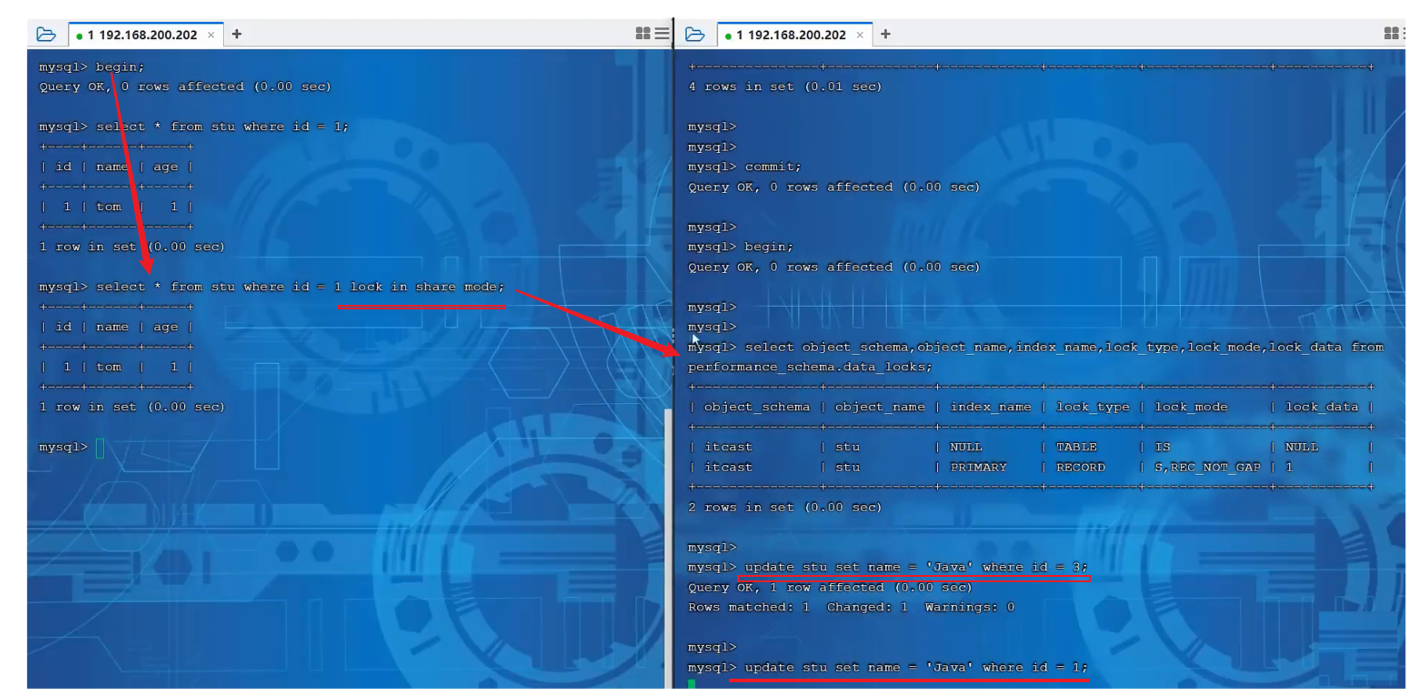 1 192.168.200.202 × +
mysql> begin;
Query OK, 0 rows affected (0.00 sec)
mysql> select * from stu where id = 1;
+----+------+-----+
| id | name | age |
+----+------+-----+
| 1 | tom | 1 |
+----+------+-----+
1 row in set (0.00 sec)
mysql> select * from stu where id = 1 lock in share mode;
+----+------+-----+
| id | name | age |
+----+------+-----+
| 1 | tom | 1 |
+----+------+-----+
1 row in set (0.00 sec)
mysql>
1 192.168.200.202 × +
+---------------+-------------+------------+-----------+---------------+-----------+
4 rows in set (0.01 sec)
mysql>
mysql>
mysql> commit;
Query OK, 0 rows affected (0.00 sec)
mysql>
mysql> begin;
Query OK, 0 rows affected (0.00 sec)
mysql>
mysql>
mysql> select object_schema,object_name,index_name,lock_type,lock_mode,lock_data from
performance_schema.data_locks;
+---------------+-------------+------------+-----------+---------------+-----------+
| object_schema | object_name | index_name | lock_type | lock_mode | lock_data |
+---------------+-------------+------------+-----------+---------------+-----------+
| itcast | stu | NULL | TABLE | IS | NULL |
| itcast | stu | PRIMARY | RECORD | S,REC_NOT_GAP | 1 |
+---------------+-------------+------------+-----------+---------------+-----------+
2 rows in set (0.00 sec)
mysql>
mysql> update stu set name = 'Java' where id = 3;
Query OK, 1 row affected (0.00 sec)
Rows matched: 1 Changed: 1 Warnings: 0
mysql>
mysql> update stu set name = 'Java' where id = 1;